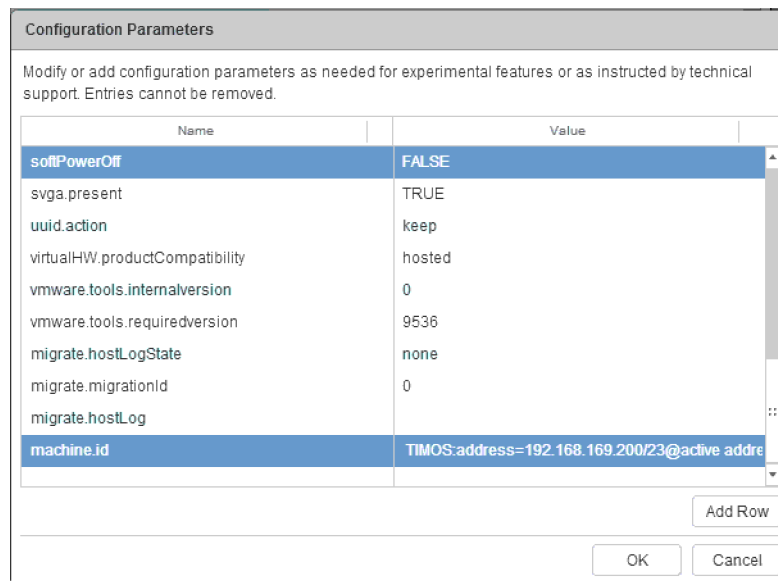 Configuration Parameters
Modify or add configuration parameters as needed for experimental features or as instructed by technical
support. Entries cannot be removed.
Name Value
softPowerOff FALSE
svga.present TRUE
uuid.action keep
virtualHW.productCompatibility hosted
vmware.tools.internalversion 0
vmware.tools.requiredversion 9536
migrate.hostLogState none
migrate.migrationId 0
migrate.hostLog
machine.id TIMOS:address=192.168.169.200/23@active addre
Add Row
OK Cancel